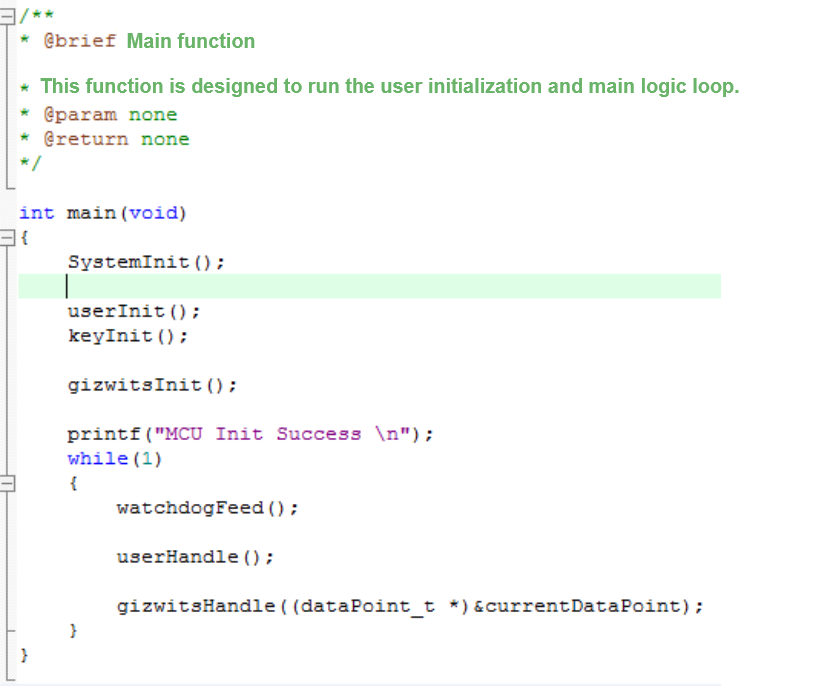 /**
* @brief Main function
* This function is designed to run the user initialization and main logic loop.
* @param none
* @return none
*/
int main(void)
{
SystemInit();
userInit();
keyInit();
gizwitsInit();
printf("MCU Init Success \n");
while(1)
{
watchdogFeed();
userHandle();
gizwitsHandle((dataPoint_t *)&currentDataPoint);
}
}